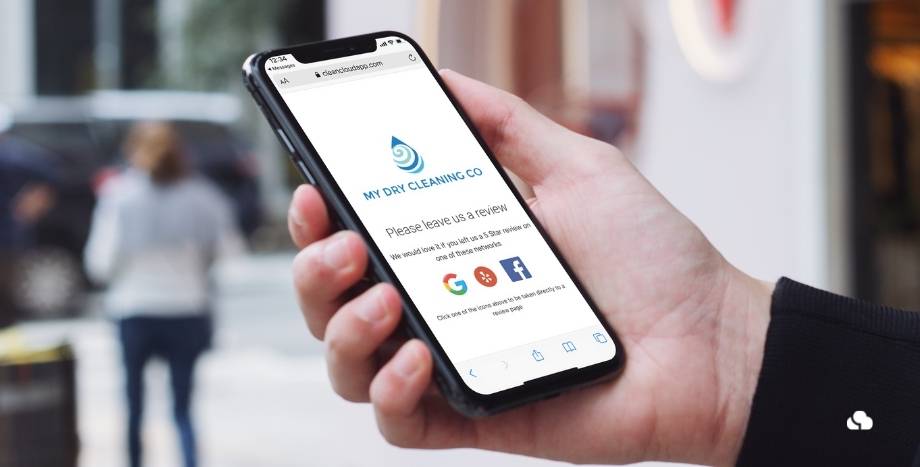 12:34
Messages
AA
cleancloudapp.com
MY DRY CLEANING CO
Please leave us a review
We would love it if you left us a 5 Star review on
one of these networks
Click one of the icons above to be taken directly to a
review page